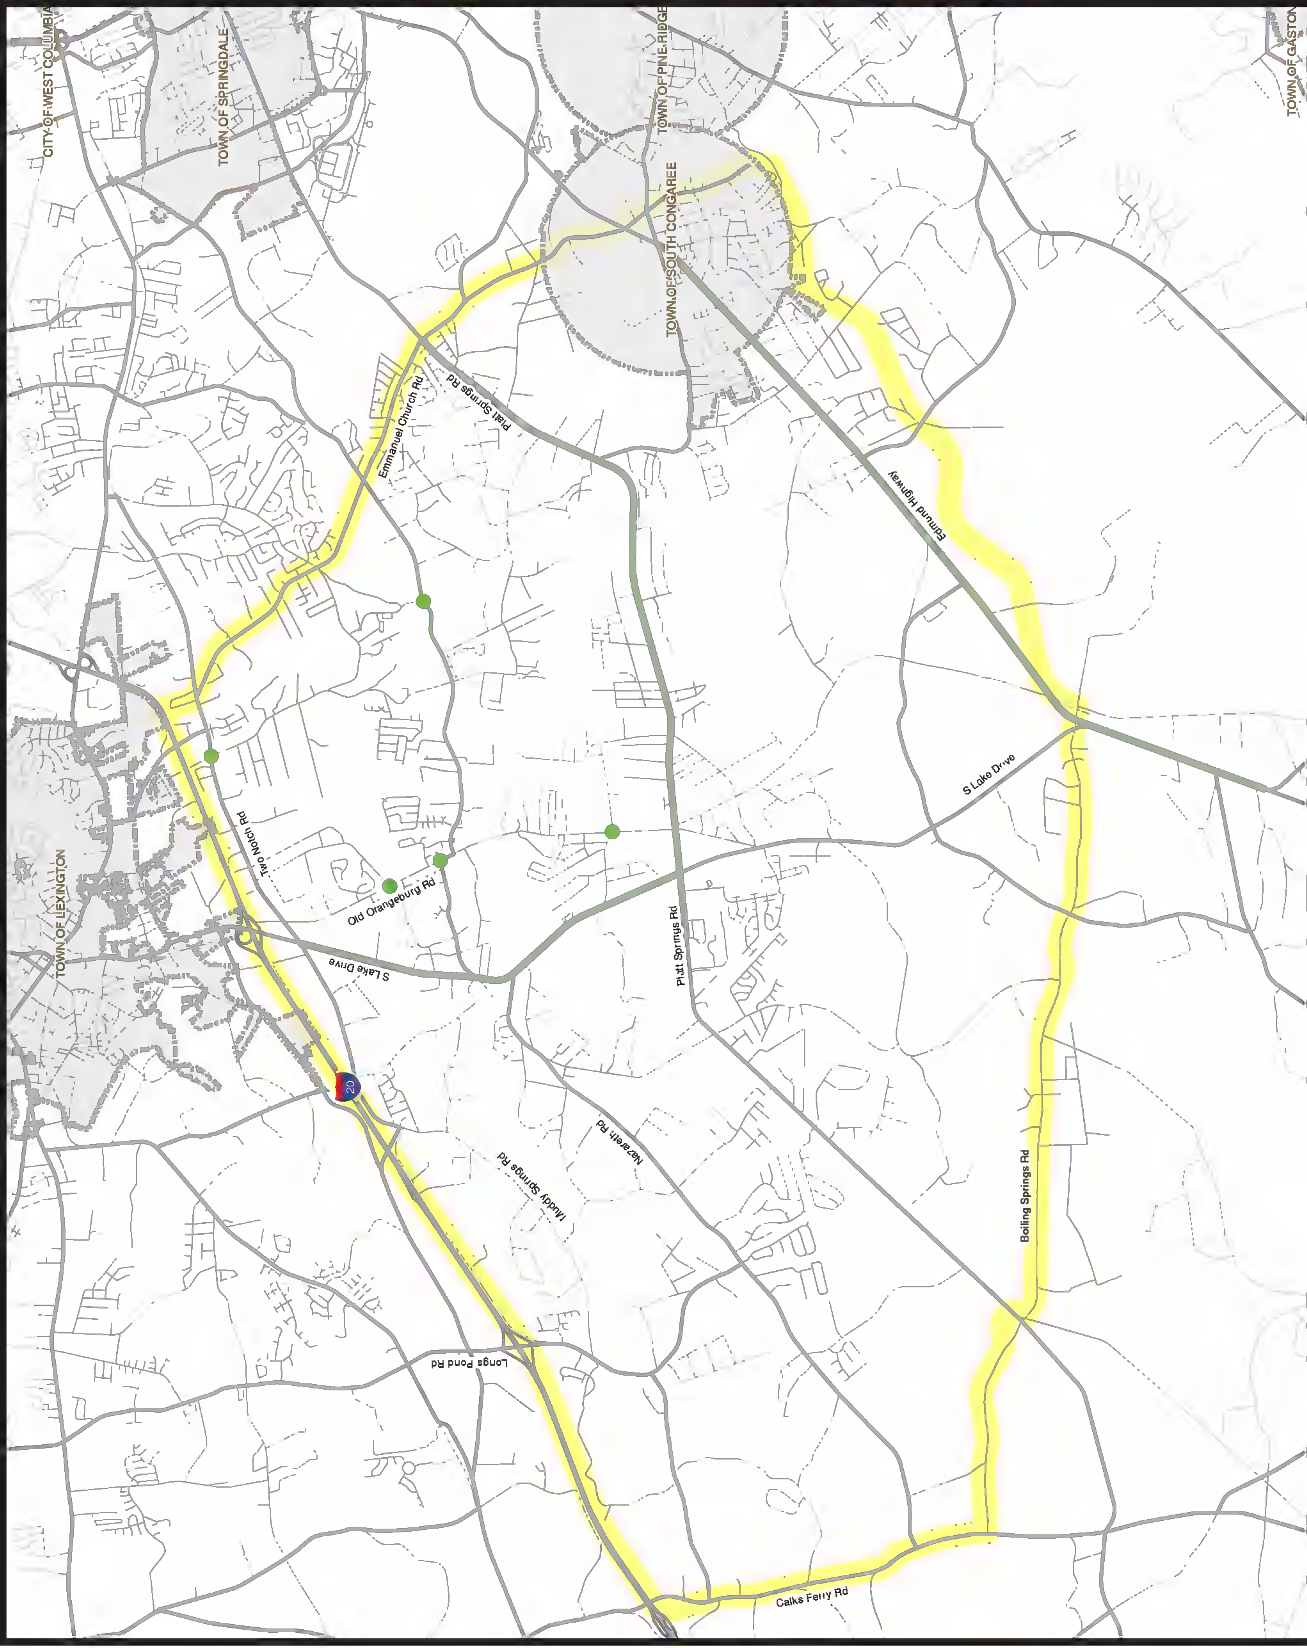 CITY OF WEST COLUMBIA
TOWN OF SPRINGDALE
TOWN OF PINE RIDGE
TOWN OF GASTON
TOWN OF SOUTH CONGAREE
Emmanuel Church Rd
Platt Springs Rd
Edmund Highway
S Lake Drive
Two Notch Rd
TOWN OF LEXINGTON
Old Orangeburg Rd
S Lake Drive
Platt Springs Rd
20
Nazareth Rd
Muddy Springs Rd
Boiling Springs Rd
Longs Pond Rd
Calks Ferry Rd